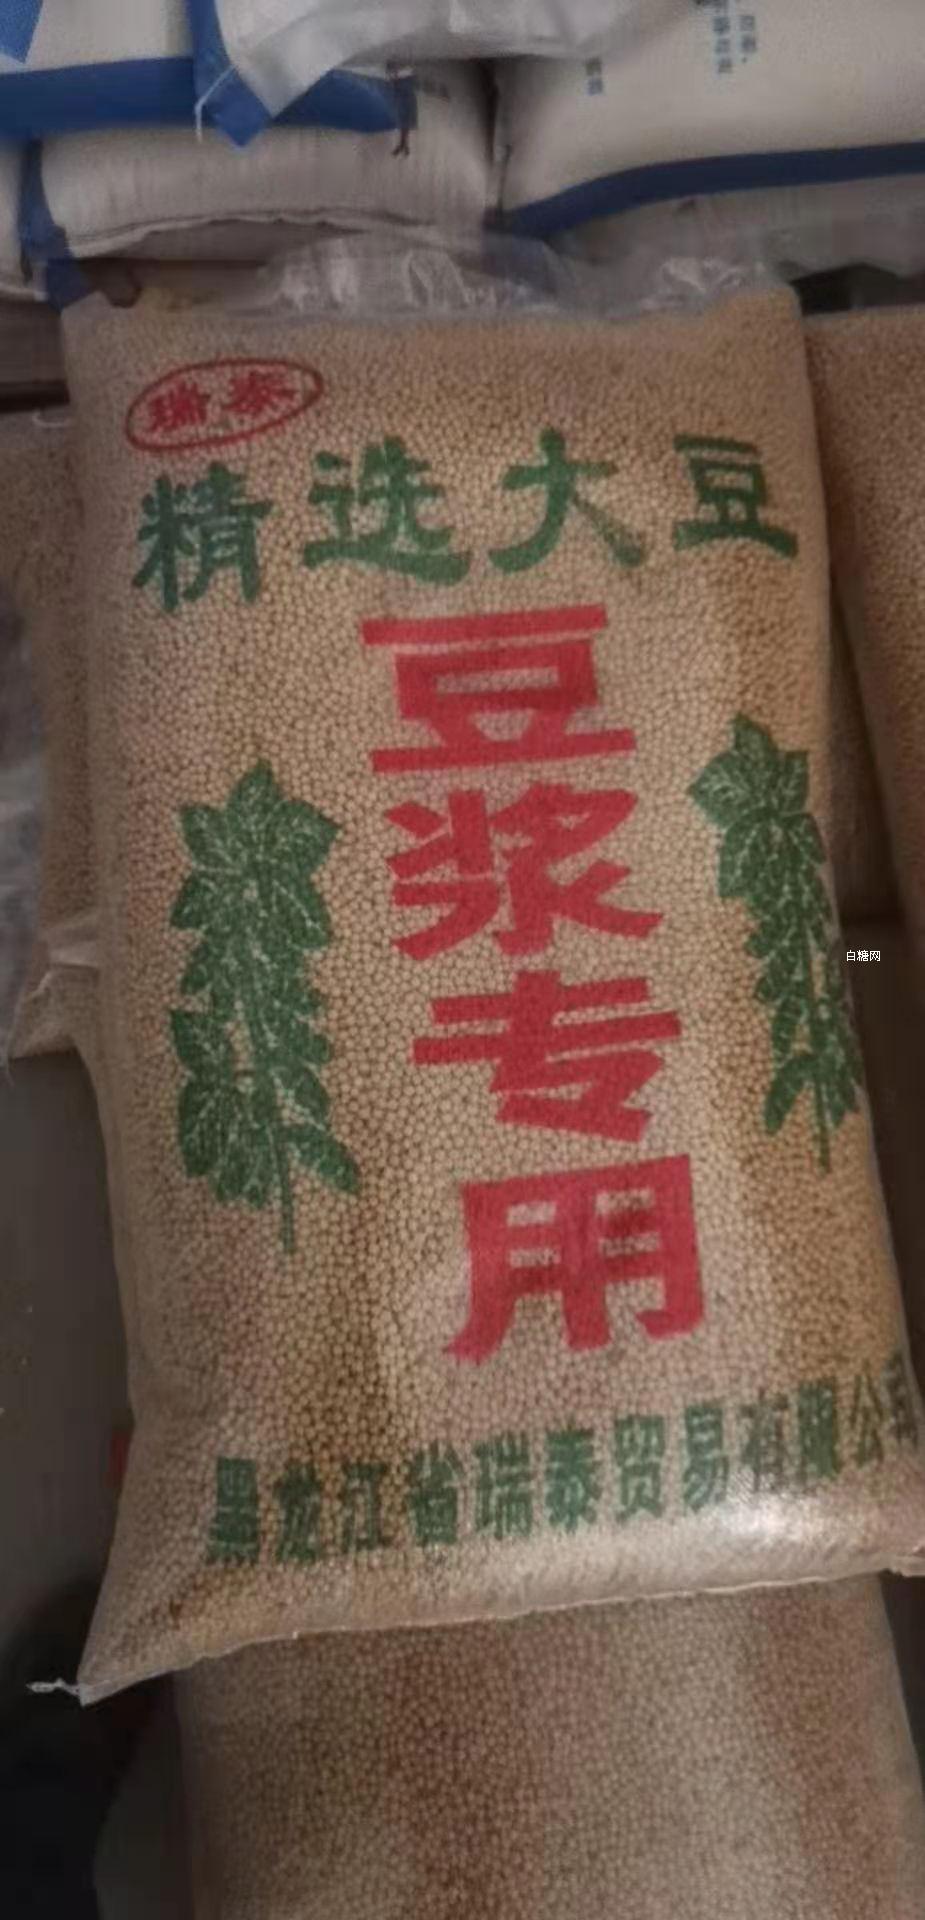 瑞泰
精选大豆
豆
浆
专
用
白糖网
黑龙江省瑞泰贸易有限公司